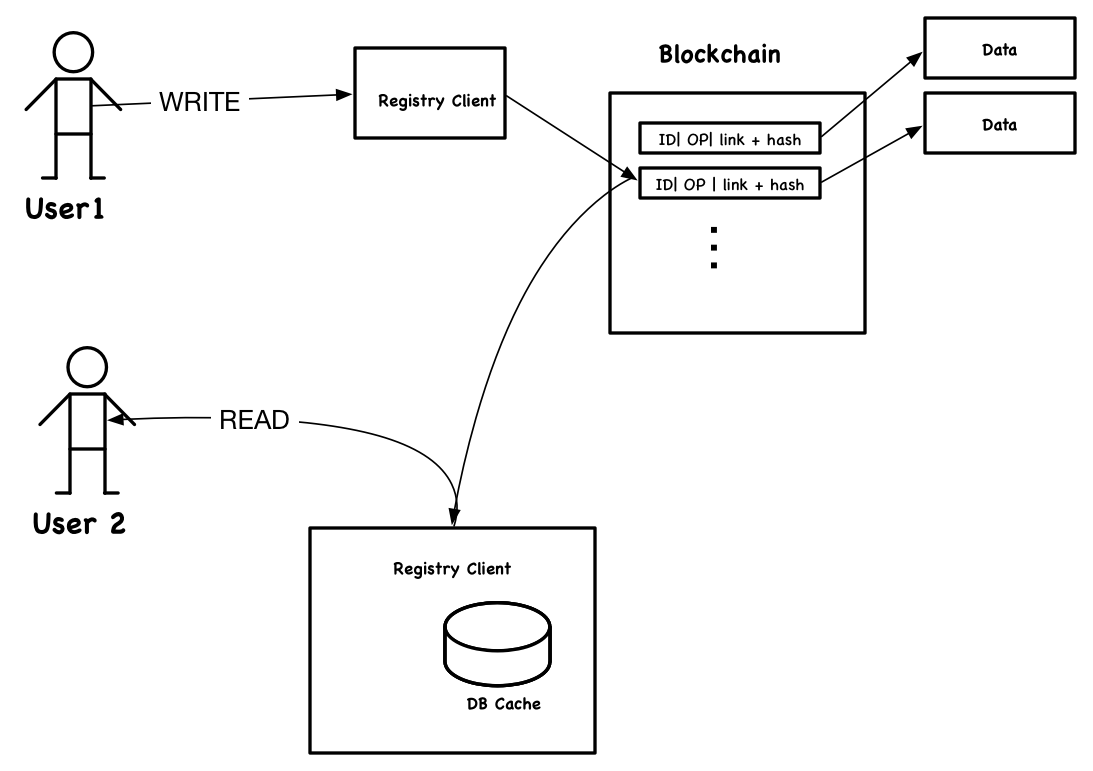 Blockchain
Data
WRITE
Registry Client
Data
ID| OP| link + hash
ID| OP | link + hash
User1
READ
User 2
Registry Client
DB Cache